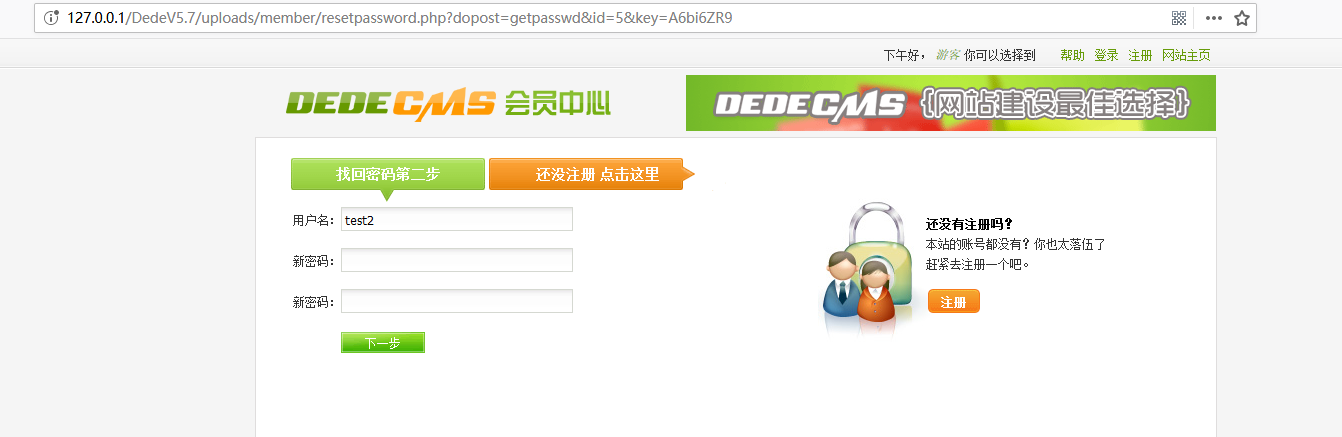 127.0.0.1/DedeV5.7/uploads/member/resetpassword.php?dopost=getpasswd&id=5&key=A6bi6ZR9
下午好，游客 你可以选择到 帮助 登录 注册 网站主页
DEDECMS 会员中心
DEDECMS {网站建设最佳选择}
找回密码第二步 还没注册 点击这里
用户名： test2
新密码：
新密码：
下一步
还没有注册吗？
本站的账号都没有？你也太落伍了
赶紧去注册一个吧。
注册